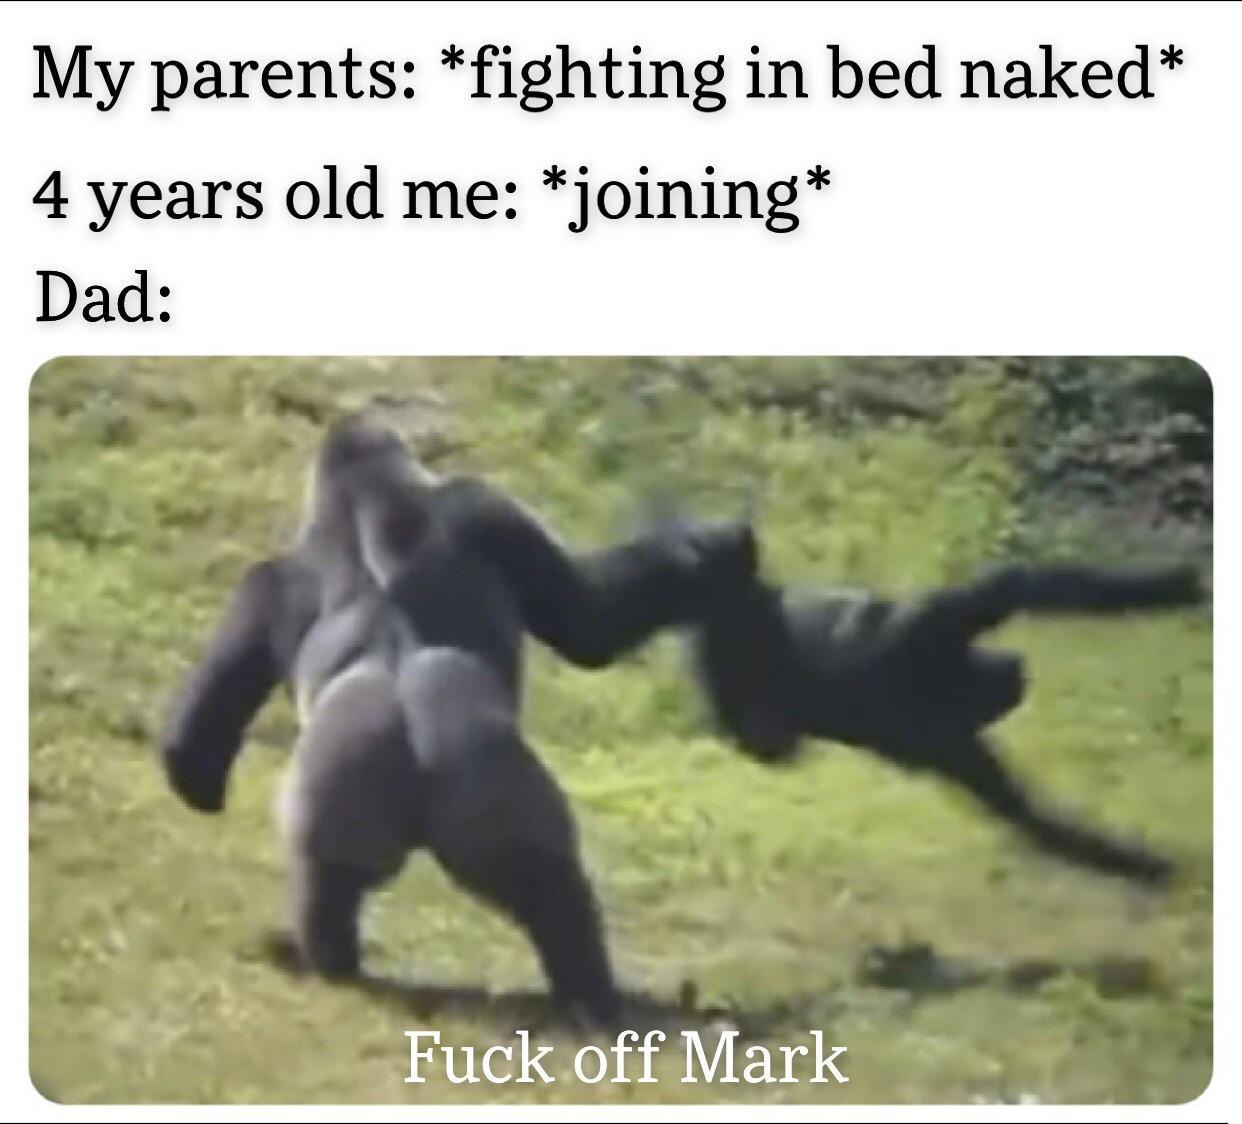 My parents: *fighting in bed naked*
4 years old me: *joining*
Dad:
Fuck off Mark